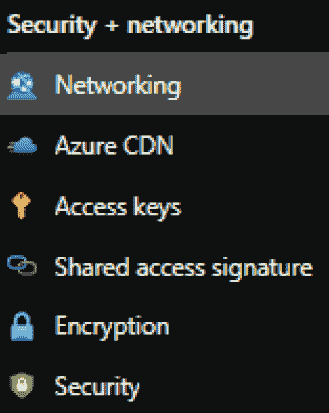 Security + networking
Networking
Azure CDN
Access keys
Shared access signature
Encryption
Security